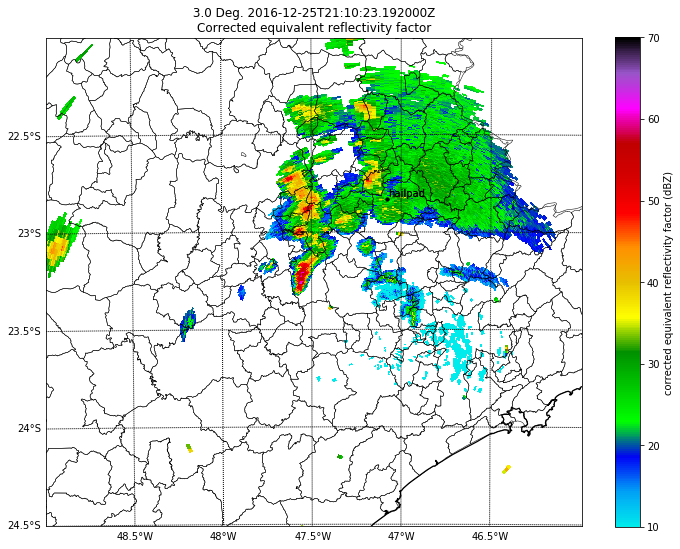 3.0 Deg. 2016-12-25T21:10:23.192000Z
Corrected equivalent reflectivity factor
70
60
50
40
30
20
10
corrected equivalent reflectivity factor (dBZ)
22.5°S
23°S
23.5°S
24°S
24.5°S
Hailpad
48.5°W
48°W
47.5°W
47°W
46.5°W